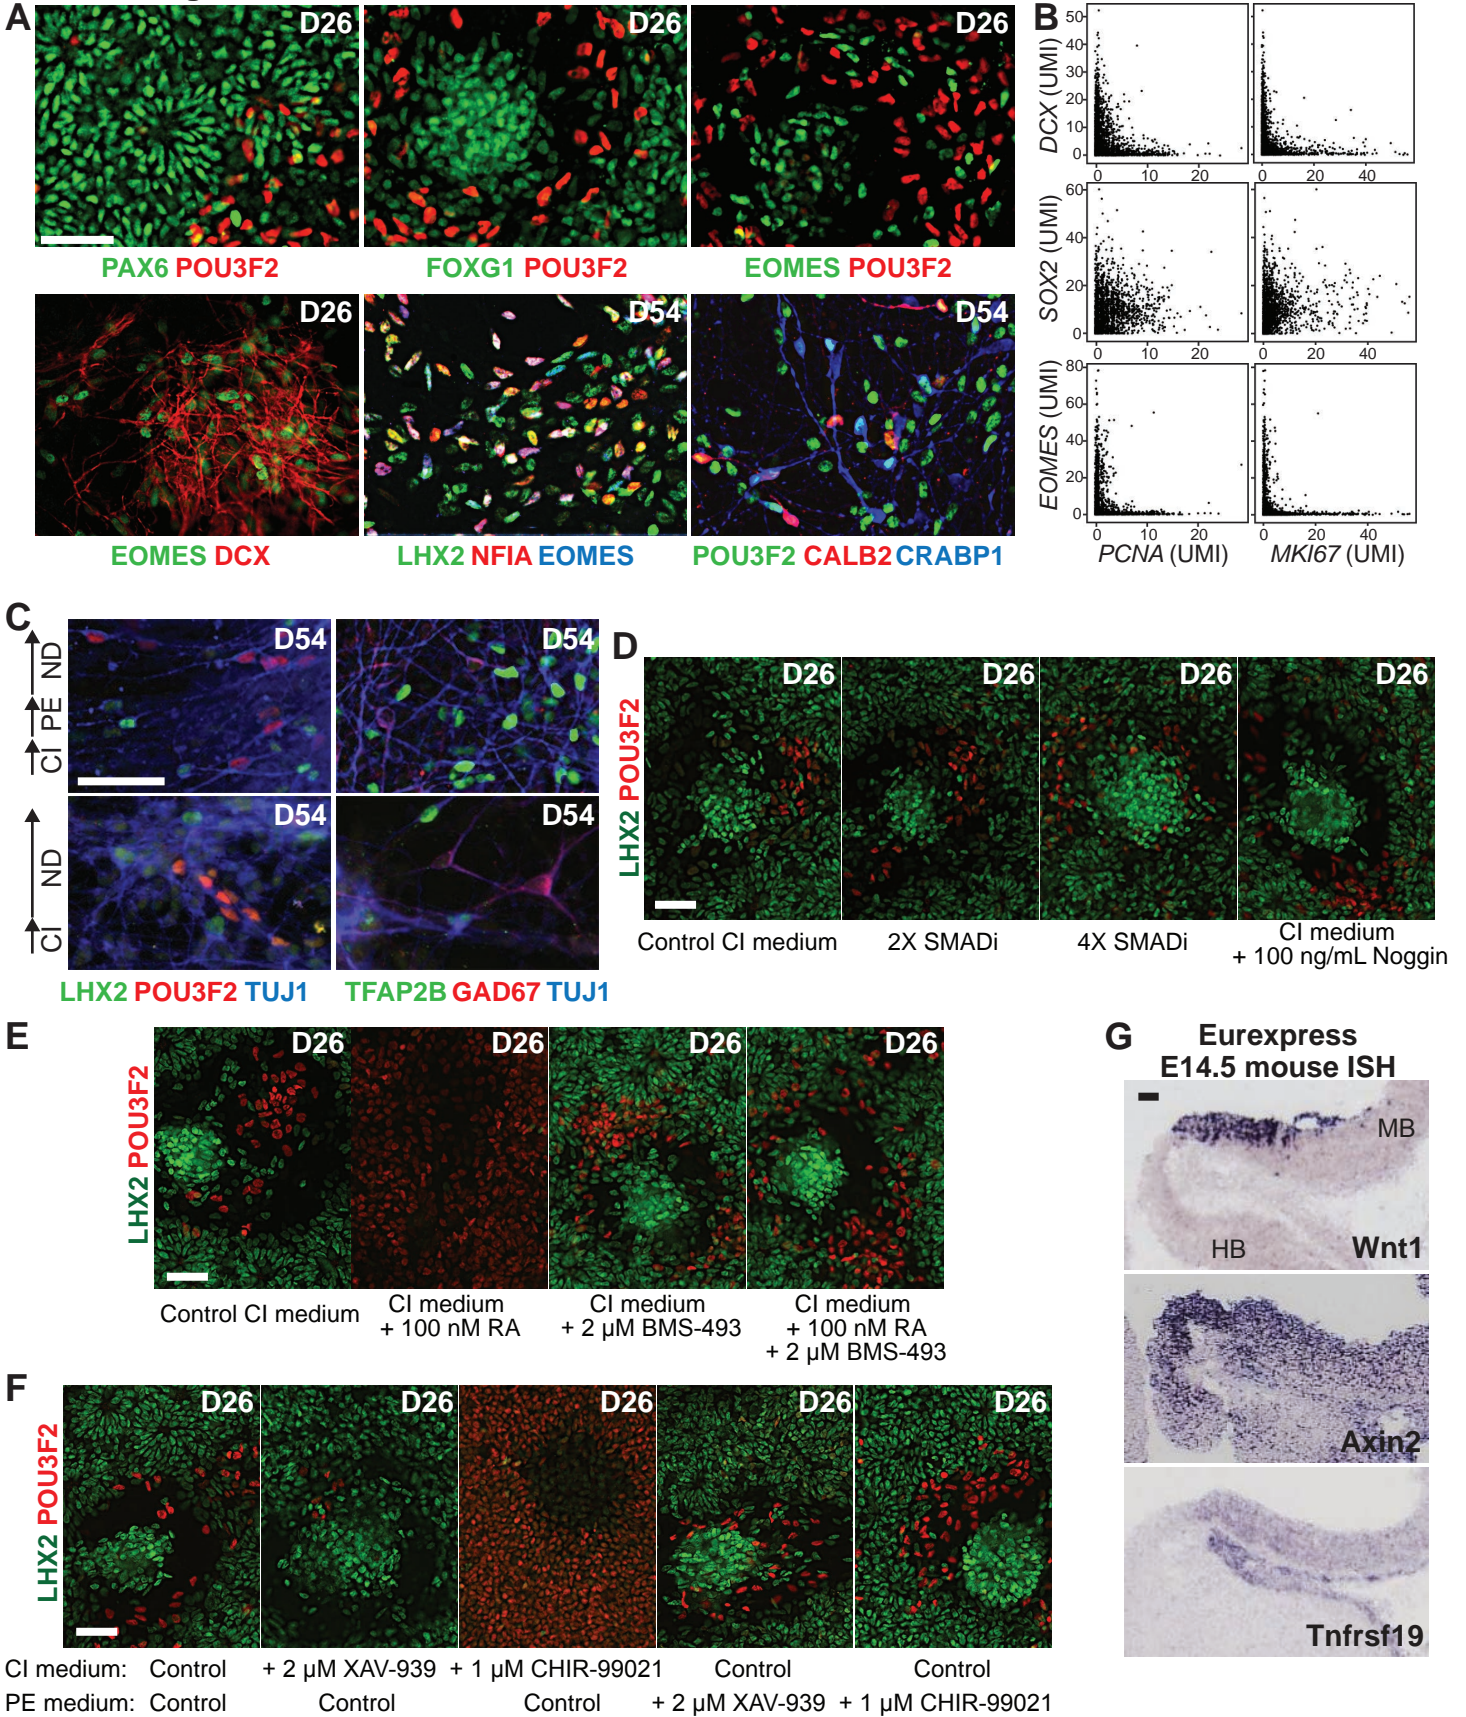 A
D26
D26
D26
PAX6 POU3F2
FOXG1 POU3F2
EOMES POU3F2
D26
D54
D54
EOMES DCX
LHX2 NFIA EOMES
POU3F2 CALB2 CRABP1
B
DCX (UMI)
50
40
30
20
10
0
0 10 20
0 20 40
SOX2 (UMI)
60
40
20
0
0 10 20
0 20 40
EOMES (UMI)
80
60
40
20
0
0 10 20
0 20 40
PCNA (UMI)
MKI67 (UMI)
C
CI PE ND
D54
D54
CI ND
D54
D54
LHX2 POU3F2 TUJ1
TFAP2B GAD67 TUJ1
D
LHX2 POU3F2
D26
D26
D26
D26
Control CI medium
2X SMADi
4X SMADi
CI medium
+ 100 ng/mL Noggin
E
LHX2 POU3F2
D26
D26
D26
D26
Control CI medium
CI medium
+ 100 nM RA
CI medium
+ 2 μM BMS-493
CI medium
+ 100 nM RA
+ 2 μM BMS-493
F
LHX2 POU3F2
D26
D26
D26
D26
D26
CI medium: Control + 2 μM XAV-939 + 1 μM CHIR-99021 Control Control
PE medium: Control Control Control + 2 μM XAV-939 + 1 μM CHIR-99021
G
Eurexpress
E14.5 mouse ISH
MB
HB
Wnt1
Axin2
Tnfrsf19